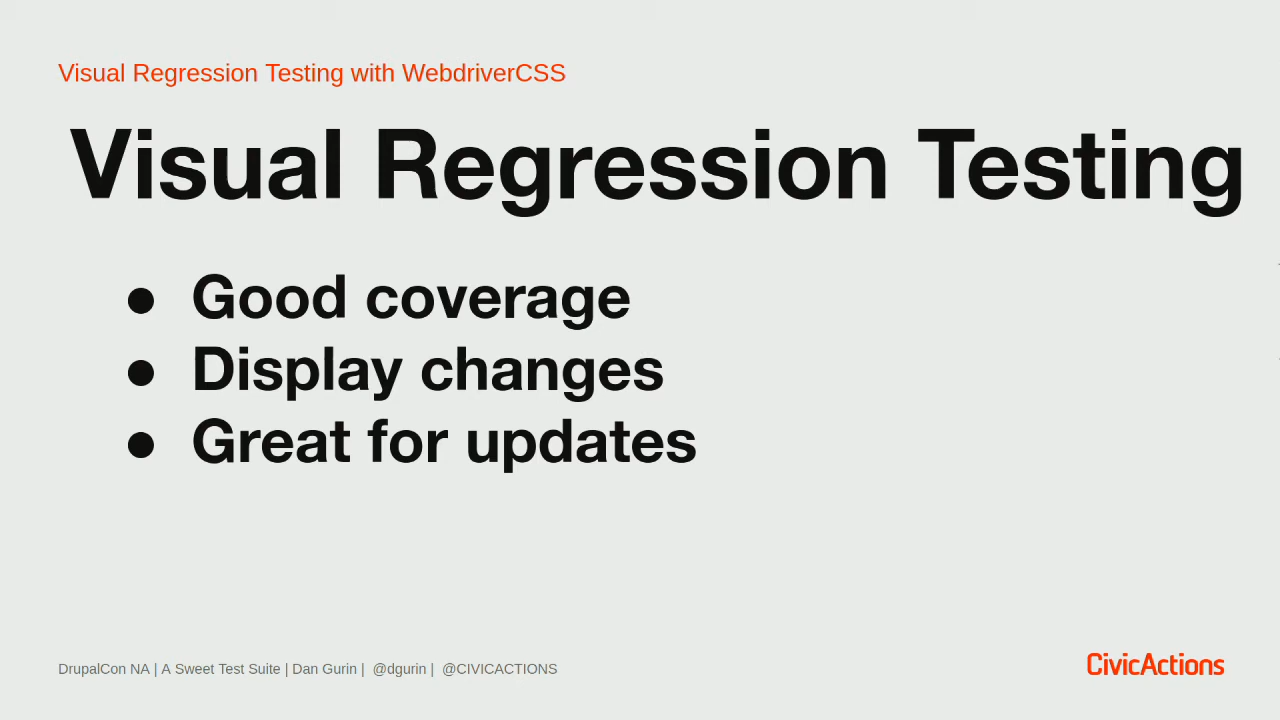 Visual Regression Testing with WebdriverCSS
Visual Regression Testing
● Good coverage
● Display changes
● Great for updates
DrupalCon NA | A Sweet Test Suite | Dan Gurin | @dgurin | @CIVICACTIONS
CivicActions